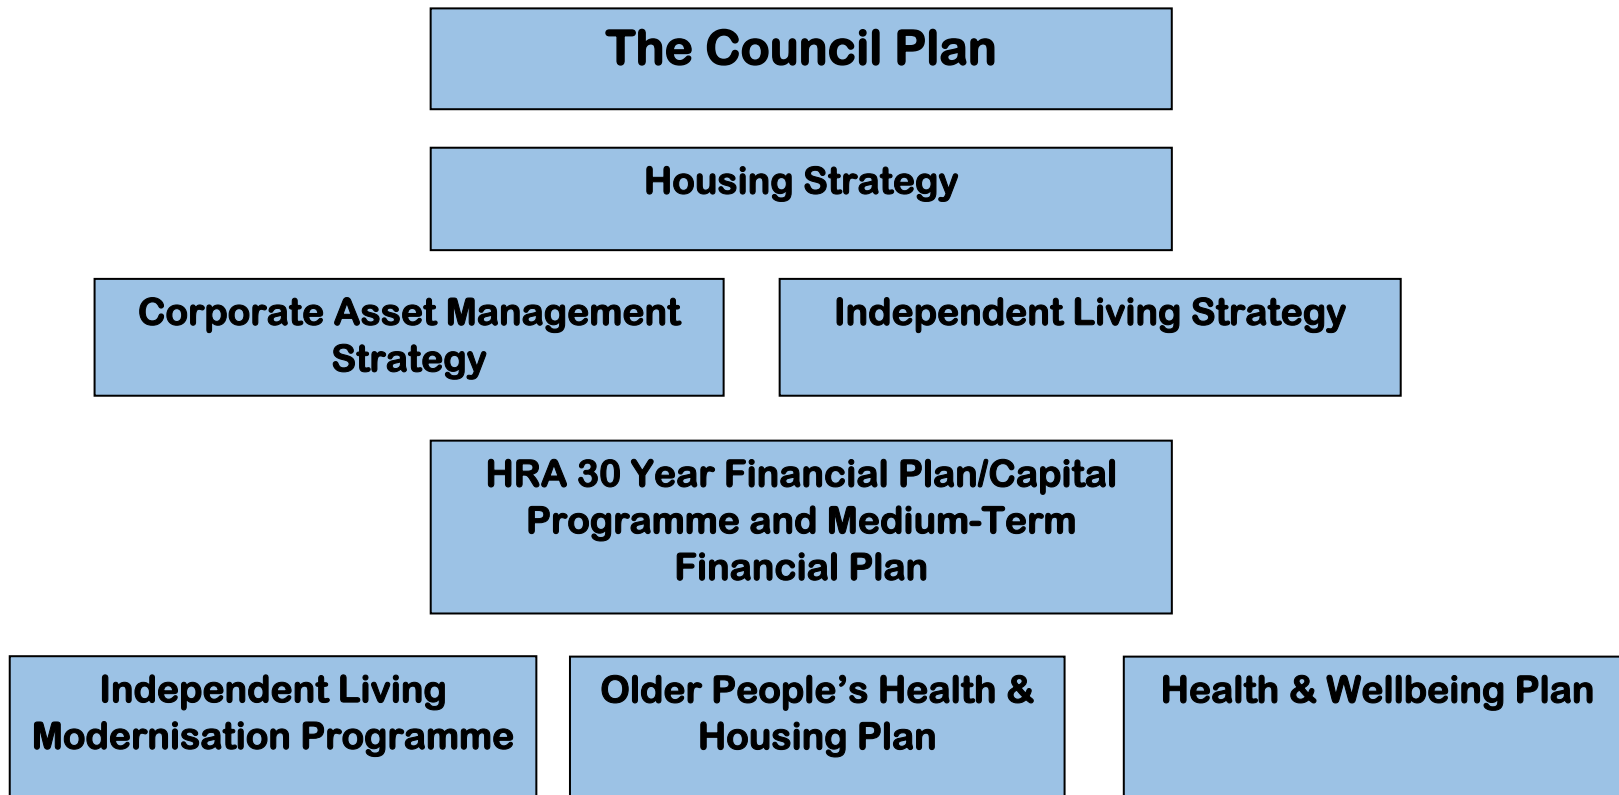 The Council Plan
Housing Strategy
Corporate Asset Management
Strategy
Independent Living Strategy
HRA 30 Year Financial Plan/Capital
Programme and Medium-Term
Financial Plan
Independent Living
Modernisation Programme
Older People’s Health &
Housing Plan
Health & Wellbeing Plan